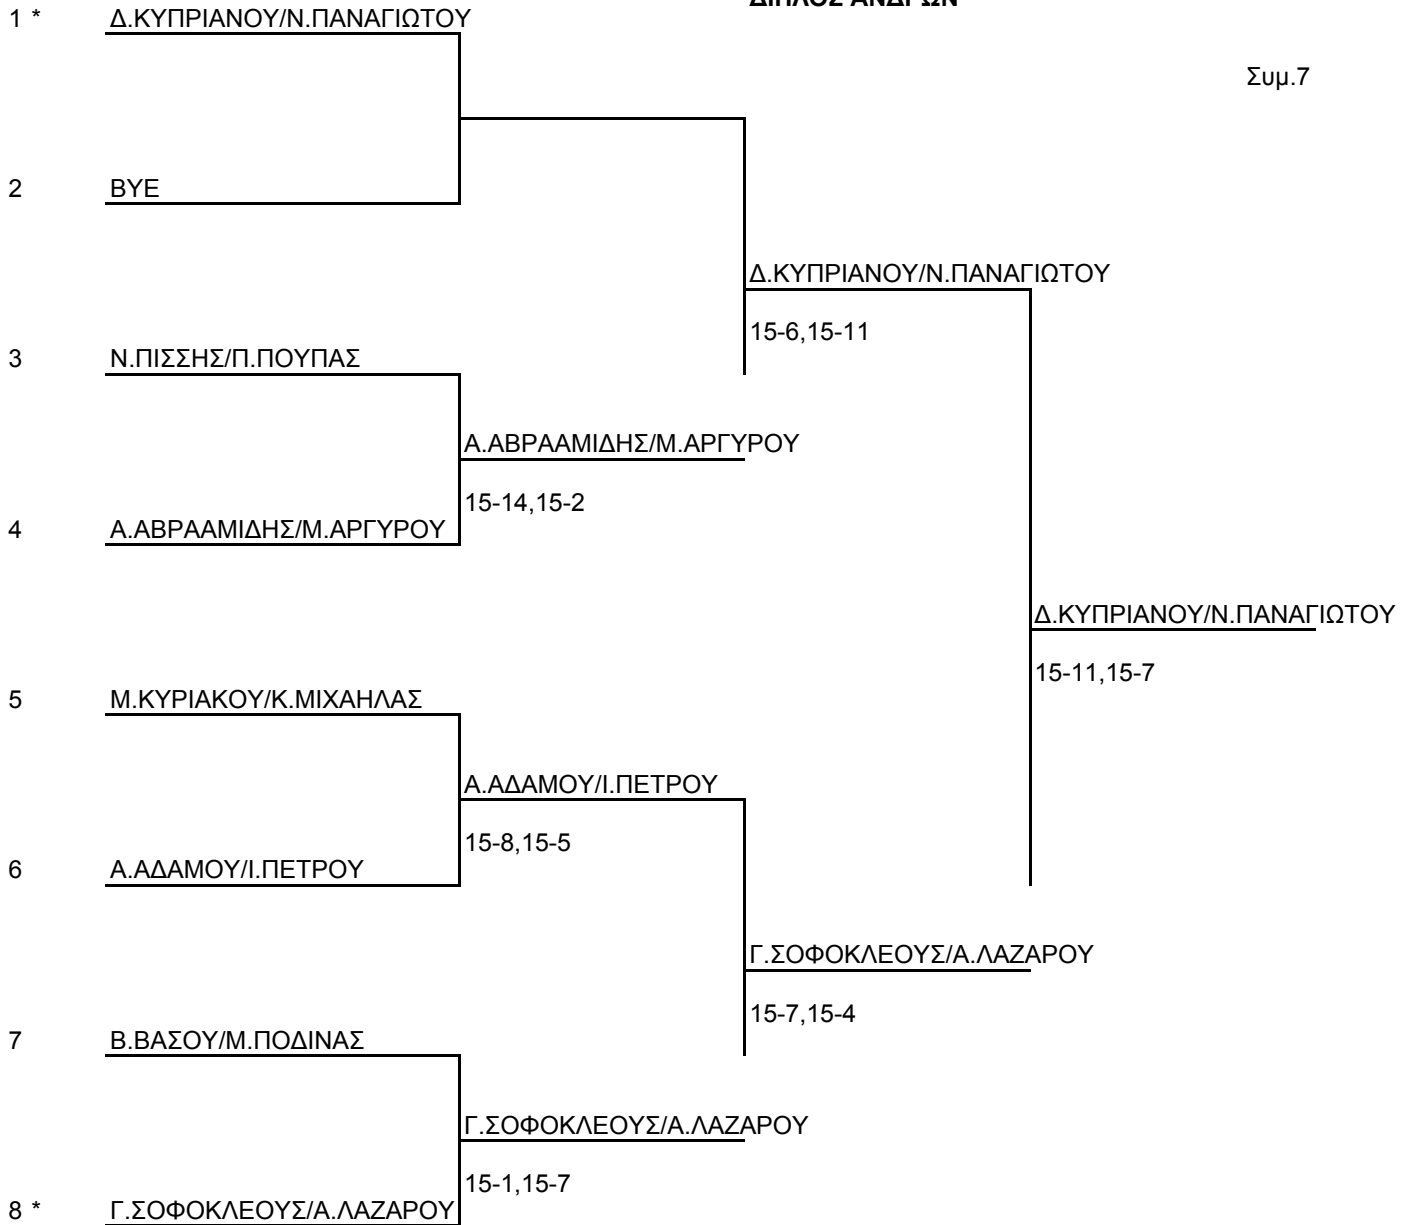 ΔΙΠΛΟΣ ΑΝΔΡΩΝ
1 * Δ.ΚΥΠΡΙΑΝΟΥ/Ν.ΠΑΝΑΓΙΩΤΟΥ
Συμ.7
2 BYE
Δ.ΚΥΠΡΙΑΝΟΥ/Ν.ΠΑΝΑΓΙΩΤΟΥ
15-6,15-11
3 Ν.ΠΙΣΣΗΣ/Π.ΠΟΥΠΑΣ
Α.ΑΒΡΑΑΜΙΔΗΣ/Μ.ΑΡΓΥΡΟΥ
15-14,15-2
4 Α.ΑΒΡΑΑΜΙΔΗΣ/Μ.ΑΡΓΥΡΟΥ
Δ.ΚΥΠΡΙΑΝΟΥ/Ν.ΠΑΝΑΓΙΩΤΟΥ
15-11,15-7
5 Μ.ΚΥΡΙΑΚΟΥ/Κ.ΜΙΧΑΗΛΑΣ
Α.ΑΔΑΜΟΥ/Ι.ΠΕΤΡΟΥ
15-8,15-5
6 Α.ΑΔΑΜΟΥ/Ι.ΠΕΤΡΟΥ
Γ.ΣΟΦΟΚΛΕΟΥΣ/Α.ΛΑΖΑΡΟΥ
15-7,15-4
7 Β.ΒΑΣΟΥ/Μ.ΠΟΔΙΝΑΣ
Γ.ΣΟΦΟΚΛΕΟΥΣ/Α.ΛΑΖΑΡΟΥ
15-1,15-7
8 * Γ.ΣΟΦΟΚΛΕΟΥΣ/Α.ΛΑΖΑΡΟΥ